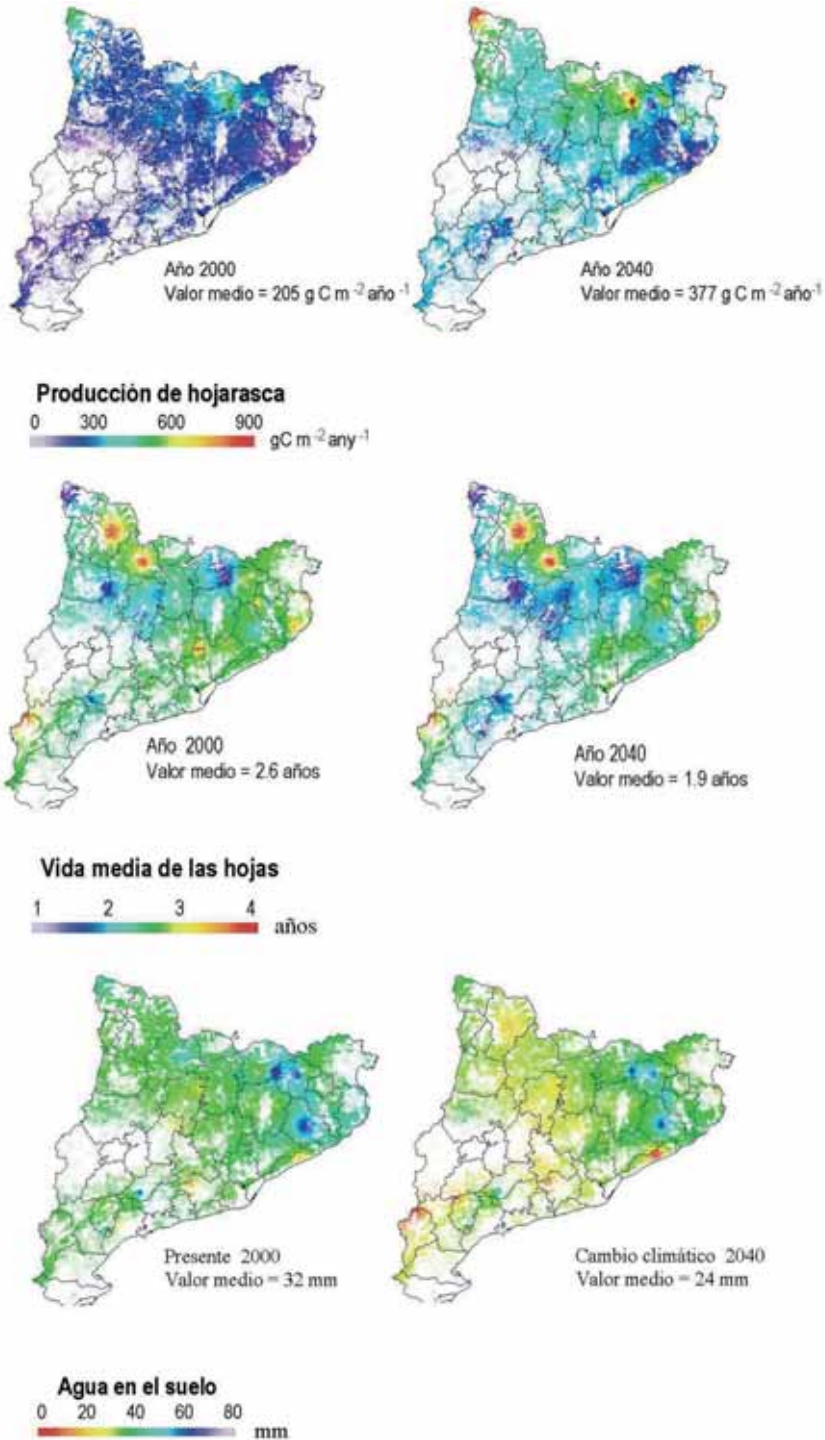 Año 2000
Valor medio = 205 g C m -2 año -1
Año 2040
Valor medio = 377 g C m -2 año-1
Producción de hojarasca
0 300 600 900
gC m -2 any -1
Año 2000
Valor medio = 2.6 años
Año 2040
Valor medio = 1.9 años
Vida media de las hojas
1 2 3 4
años
Presente 2000
Valor medio = 32 mm
Cambio climático 2040
Valor medio = 24 mm
Agua en el suelo
0 20 40 60 80
mm